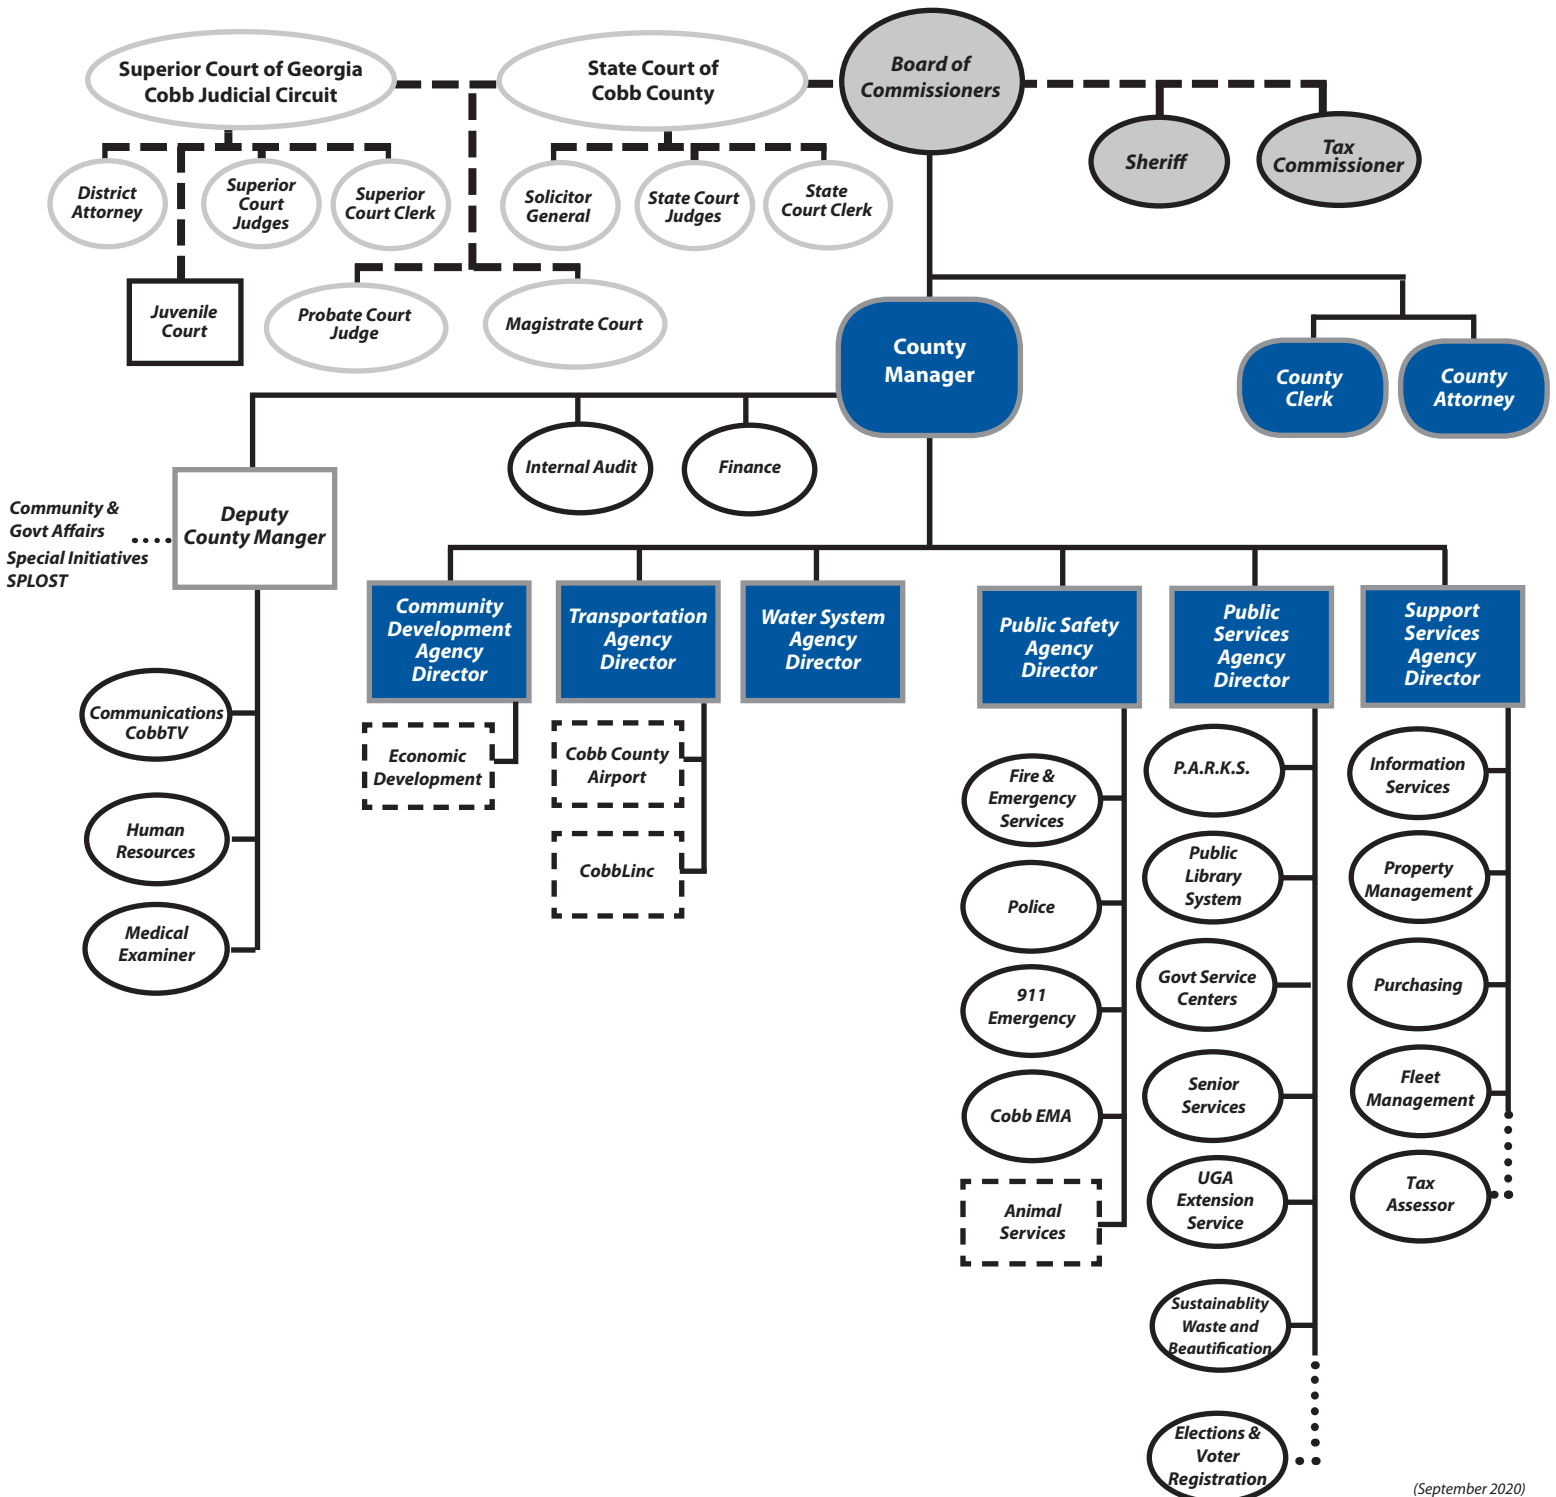 Superior Court of Georgia
Cobb Judicial Circuit
State Court of
Cobb County
Board of
Commissioners
Sheriff
Tax
Commissioner
District
Attorney
Superior
Court
Judges
Superior
Court Clerk
Solicitor
General
State Court
Judges
State
Court Clerk
Juvenile
Court
Probate Court
Judge
Magistrate Court
County
Manager
County
Clerk
County
Attorney
Internal Audit
Finance
Community &
Govt Affairs
Special Initiatives
SPLOST
Deputy
County Manger
Community
Development
Agency
Director
Transportation
Agency
Director
Water System
Agency
Director
Public Safety
Agency
Director
Public
Services
Agency
Director
Support
Services
Agency
Director
Communications
CobbTV
Human
Resources
Medical
Examiner
Economic
Development
Cobb County
Airport
CobbLinc
Fire &
Emergency
Services
Police
911
Emergency
Cobb EMA
Animal
Services
P.A.R.K.S.
Public
Library
System
Govt Service
Centers
Senior
Services
UGA
Extension
Service
Sustainablity
Waste and
Beautification
Elections &
Voter
Registration
Information
Services
Property
Management
Purchasing
Fleet
Management
Tax
Assessor
(September 2020)